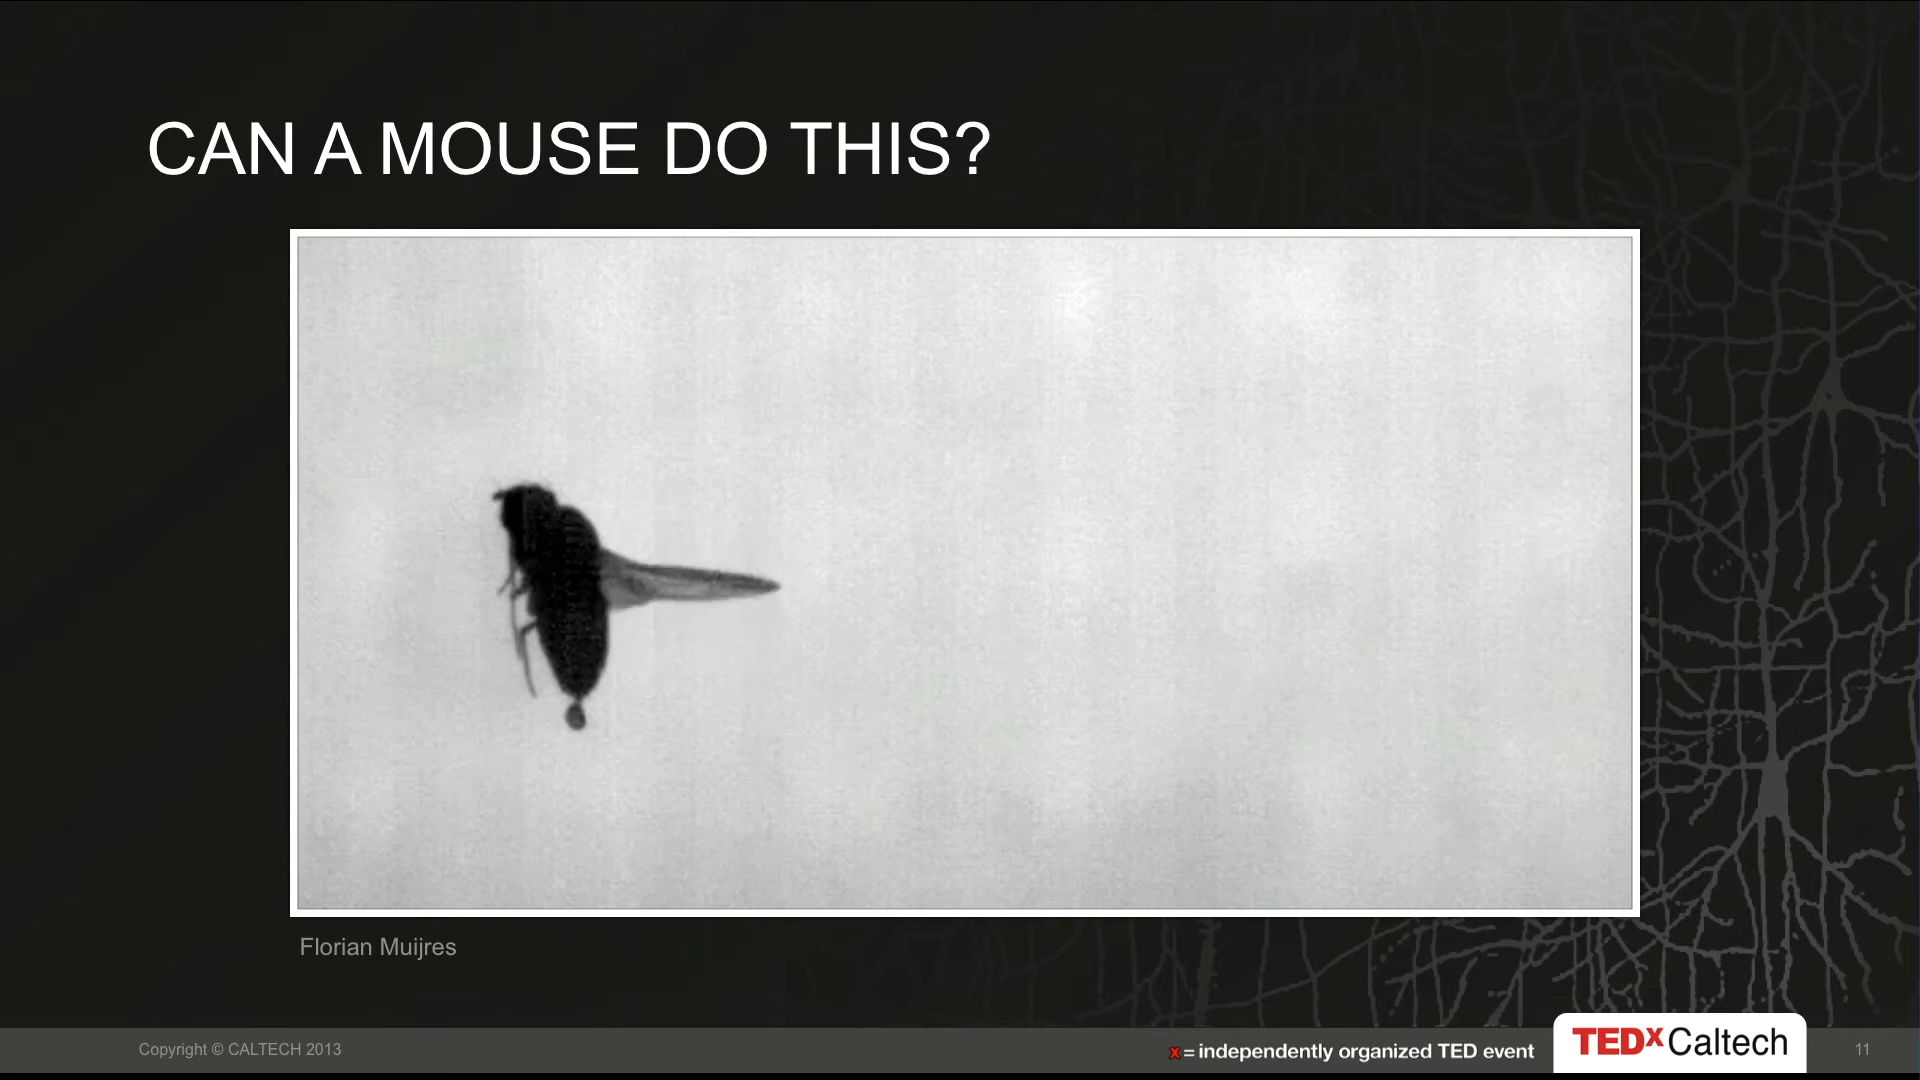 CAN A MOUSE DO THIS?
Florian Muijres
Copyright © CALTECH 2013
x = independently organized TED event
TEDxCaltech
11